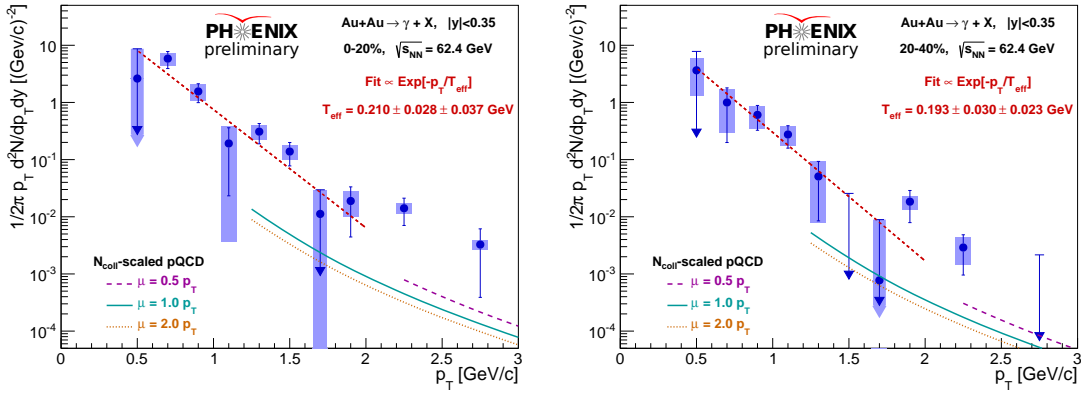 PHENIX
preliminary
Au+Au → γ + X, |y|<0.35
0-20%, √sNN = 62.4 GeV
Fit ∝ Exp[-pT/Teff]
Teff = 0.210 ± 0.028 ± 0.037 GeV
1/2π pT d²N/dpTdy [(GeV/c)⁻²]
10
1
10⁻¹
10⁻²
10⁻³
10⁻⁴
Ncoll-scaled pQCD
μ = 0.5 pT
μ = 1.0 pT
μ = 2.0 pT
0 0.5 1 1.5 2 2.5 3
pT [GeV/c]
PHENIX
preliminary
Au+Au → γ + X, |y|<0.35
20-40%, √sNN = 62.4 GeV
Fit ∝ Exp[-pT/Teff]
Teff = 0.193 ± 0.030 ± 0.023 GeV
1/2π pT d²N/dpTdy [(GeV/c)⁻²]
10
1
10⁻¹
10⁻²
10⁻³
10⁻⁴
Ncoll-scaled pQCD
μ = 0.5 pT
μ = 1.0 pT
μ = 2.0 pT
0 0.5 1 1.5 2 2.5 3
pT [GeV/c]